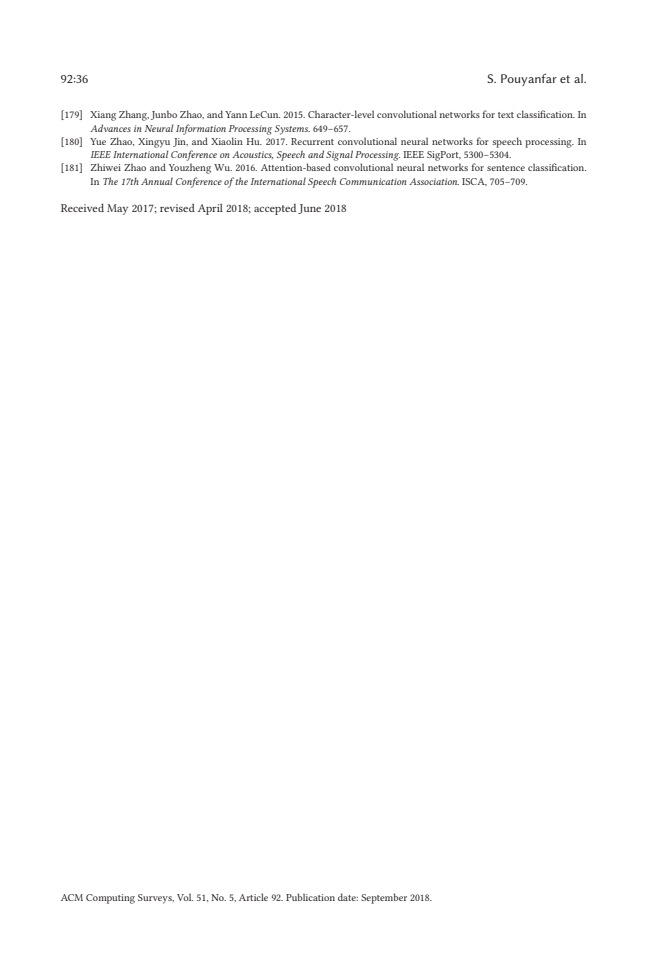 92:36 S. Pouyanfar et al.
[179] Xiang Zhang, Junbo Zhao, and Yann LeCun. 2015. Character-level convolutional networks for text classification. In
Advances in Neural Information Processing Systems. 649–657.
[180] Yue Zhao, Xingyu Jin, and Xiaolin Hu. 2017. Recurrent convolutional neural networks for speech processing. In
IEEE International Conference on Acoustics, Speech and Signal Processing. IEEE SigPort, 5300–5304.
[181] Zhiwei Zhao and Youzheng Wu. 2016. Attention-based convolutional neural networks for sentence classification.
In The 17th Annual Conference of the International Speech Communication Association. ISCA, 705–709.
Received May 2017; revised April 2018; accepted June 2018
ACM Computing Surveys, Vol. 51, No. 5, Article 92. Publication date: September 2018.